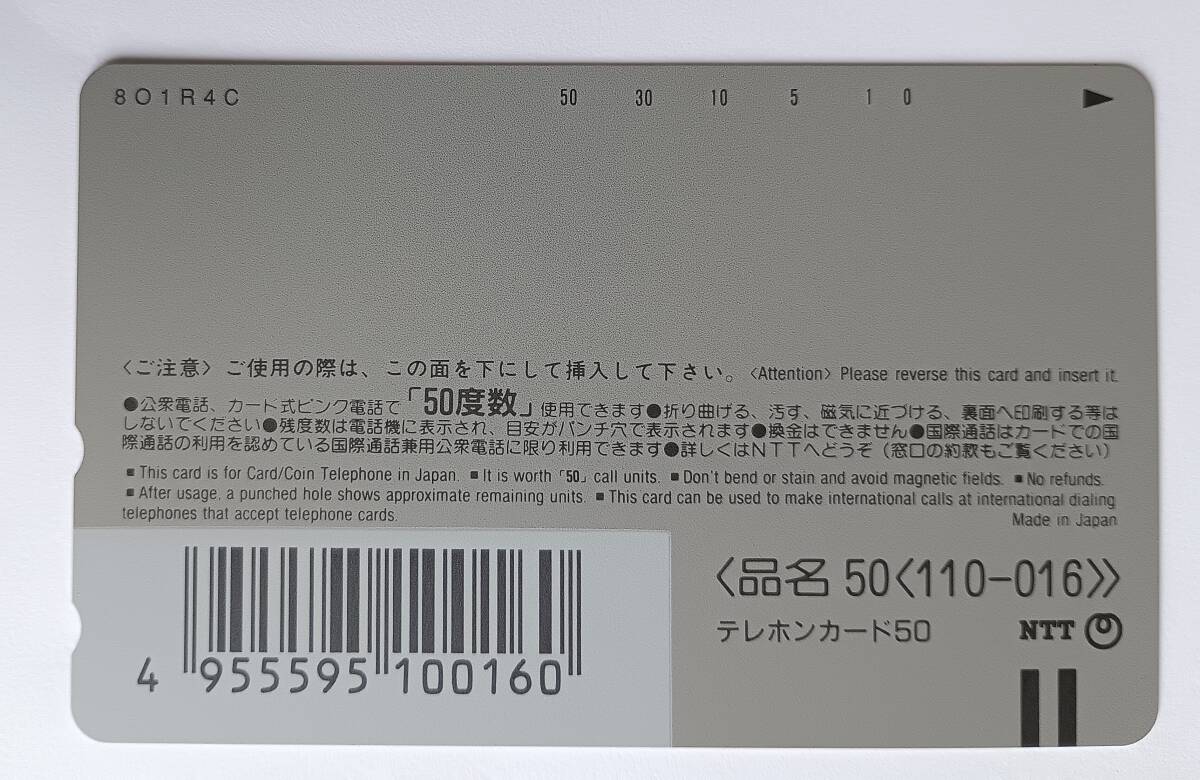 801R4C 50 30 10 5 1 0
〈ご注意〉ご使用の際は、この面を下にして挿入して下さい。〈Attention〉Please reverse this card and insert it.
●公衆電話、カード式ピンク電話で「50度数」使用できます●折り曲げる、汚す、磁気に近づける、裏面へ印刷する等は
しないでください●残度数は電話機に表示され、目安がパンチ穴で表示されます●換金はできません●国際通話はカードでの国
際通話の利用を認めている国際通話兼用公衆電話に限り利用できます●詳しくはNTTへどうぞ(窓口の約款もご覧ください)
■This card is for Card/Coin Telephone in Japan. ■It is worth「50」call units. ■Don't bend or stain and avoid magnetic fields. ■No refunds.
■After usage, a punched hole shows approximate remaining units. ■This card can be used to make international calls at international dialing
telephones that accept telephone cards.
Made in Japan
〈品名 50〈110-016〉〉
テレホンカード50 NTT
4 955595 100160